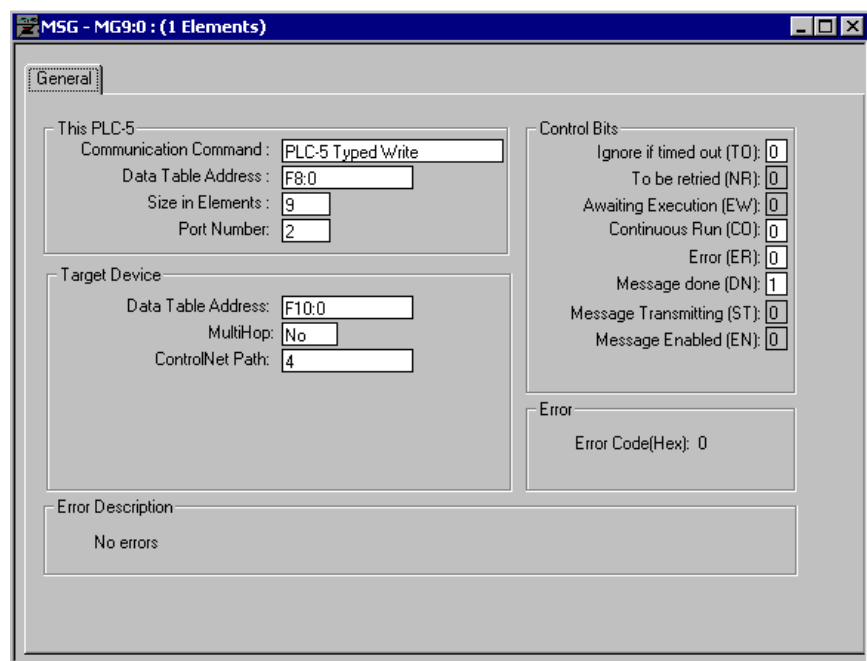 MSG - MG9:0 : (1 Elements)
General
This PLC-5
Communication Command : PLC-5 Typed Write
Data Table Address : F8:0
Size in Elements : 9
Port Number: 2
Target Device
Data Table Address: F10:0
MultiHop: No
ControlNet Path: 4
Control Bits
Ignore if timed out (TO): 0
To be retried (NR): 0
Awaiting Execution (EW): 0
Continuous Run (CO): 0
Error (ER): 0
Message done (DN): 1
Message Transmitting (ST): 0
Message Enabled (EN): 0
Error
Error Code(Hex): 0
Error Description
No errors